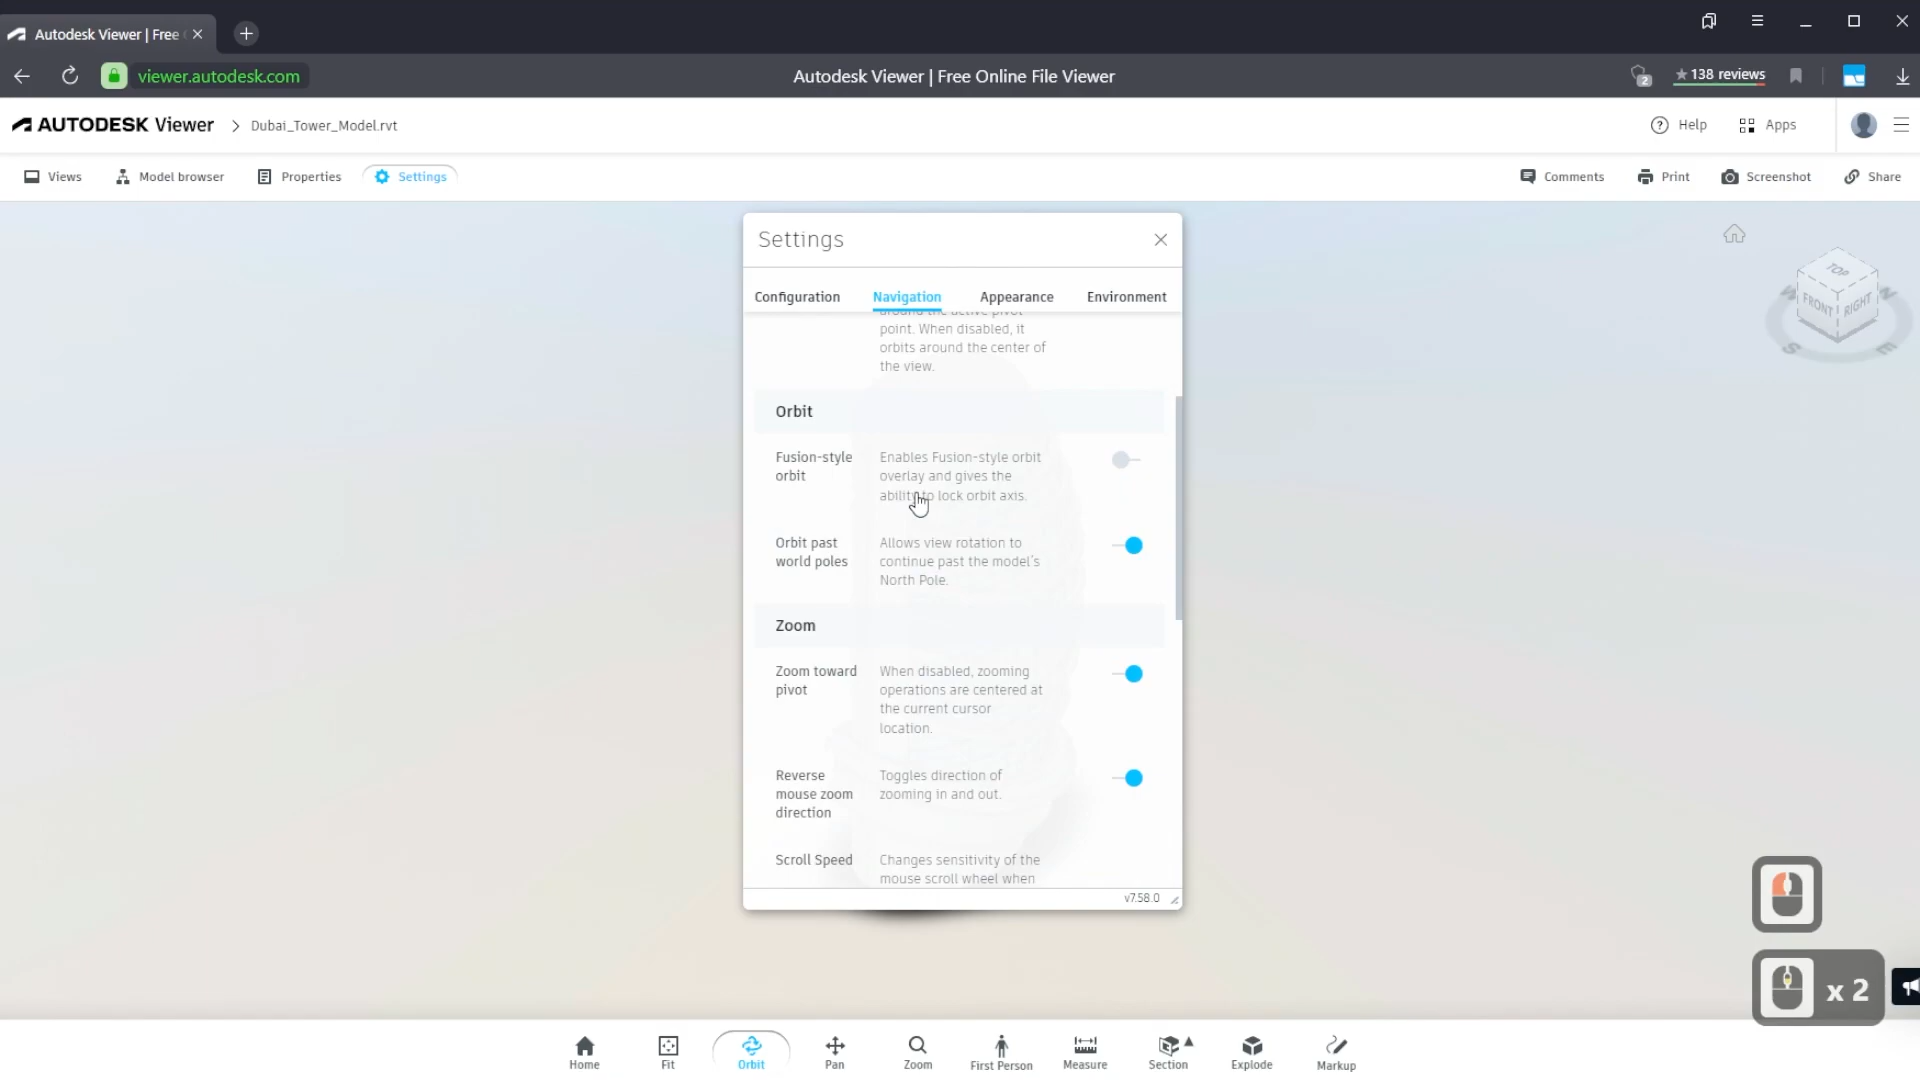 Autodesk Viewer | Free
viewer.autodesk.com
Autodesk Viewer | Free Online File Viewer
2
★ 138 reviews
AUTODESK Viewer
Dubai_Tower_Model.rvt
Help
Apps
Views
Model browser
Properties
Settings
Comments
Print
Screenshot
Share
Settings
Configuration
Navigation
Appearance
Environment
around the active pivot
point. When disabled, it
orbits around the center of
the view.
Orbit
Fusion-style
orbit
Enables Fusion-style orbit
overlay and gives the
ability to lock orbit axis.
Orbit past
world poles
Allows view rotation to
continue past the model's
North Pole.
Zoom
Zoom toward
pivot
When disabled, zooming
operations are centered at
the current cursor
location.
Reverse
mouse zoom
direction
Toggles direction of
zooming in and out.
Scroll Speed
Changes sensitivity of the
mouse scroll wheel when
v7.58.0
TOP
FRONT
RIGHT
W
N
S
E
x 2
Home
Fit
Orbit
Pan
Zoom
First Person
Measure
Section
Explode
Markup